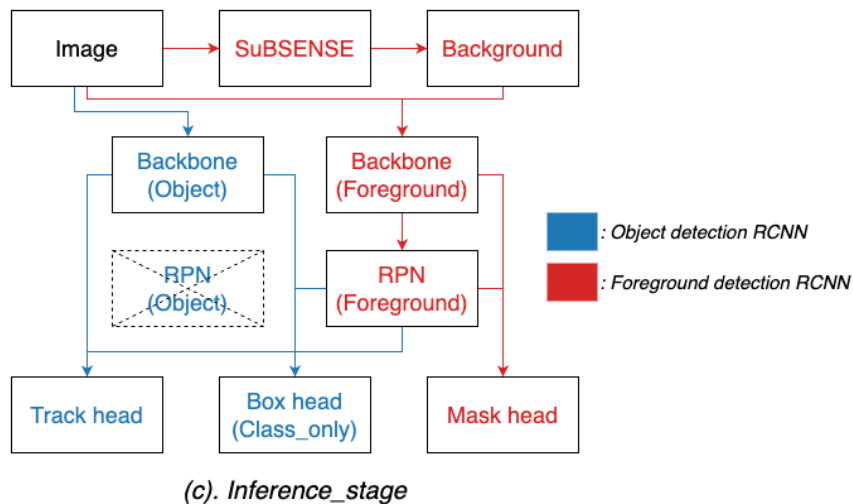 Image
SuBSENSE
Background
Backbone
(Object)
Backbone
(Foreground)
RPN
(Object)
RPN
(Foreground)
: Object detection RCNN
: Foreground detection RCNN
Track head
Box head
(Class_only)
Mask head
(c). Inference_stage